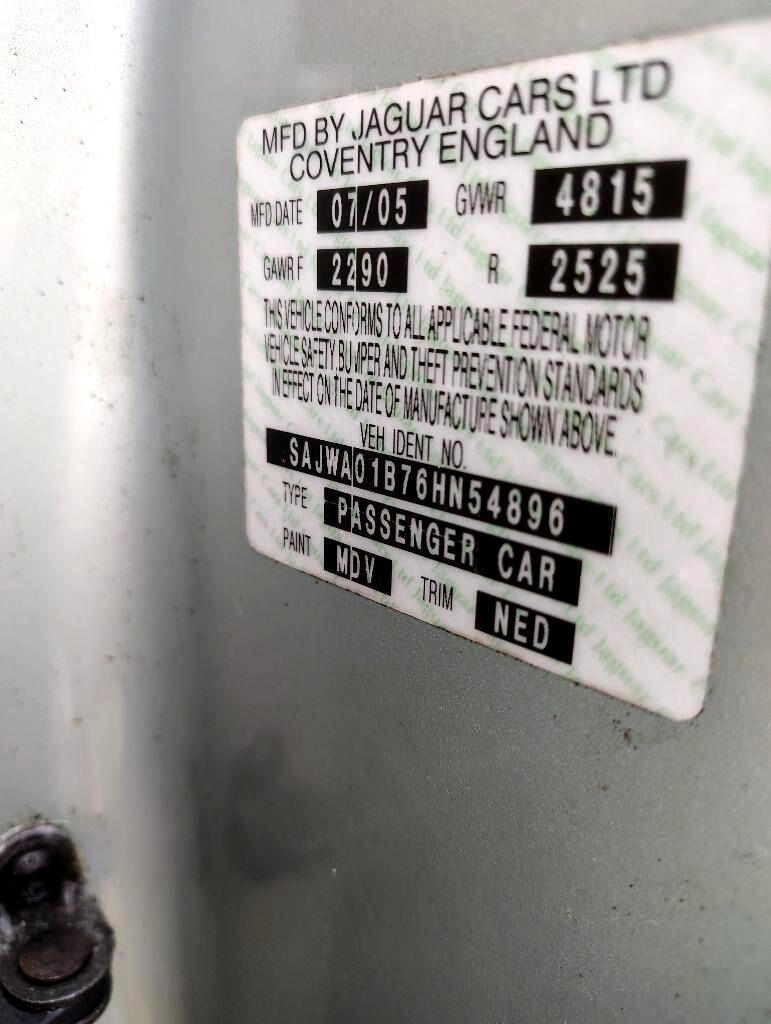 MFD BY JAGUAR CARS LTD
COVENTRY ENGLAND
MFD DATE 07/05 GVWR 4815
GAWR F 2290 R 2525
THIS VEHICLE CONFORMS TO ALL APPLICABLE FEDERAL MOTOR
VEHICLE SAFETY BUMPER AND THEFT PREVENTION STANDARDS
IN EFFECT ON THE DATE OF MANUFACTURE SHOWN ABOVE.
VEH IDENT NO.
SAJWA01B76HN54896
TYPE PASSENGER CAR
PAINT MDV TRIM NED